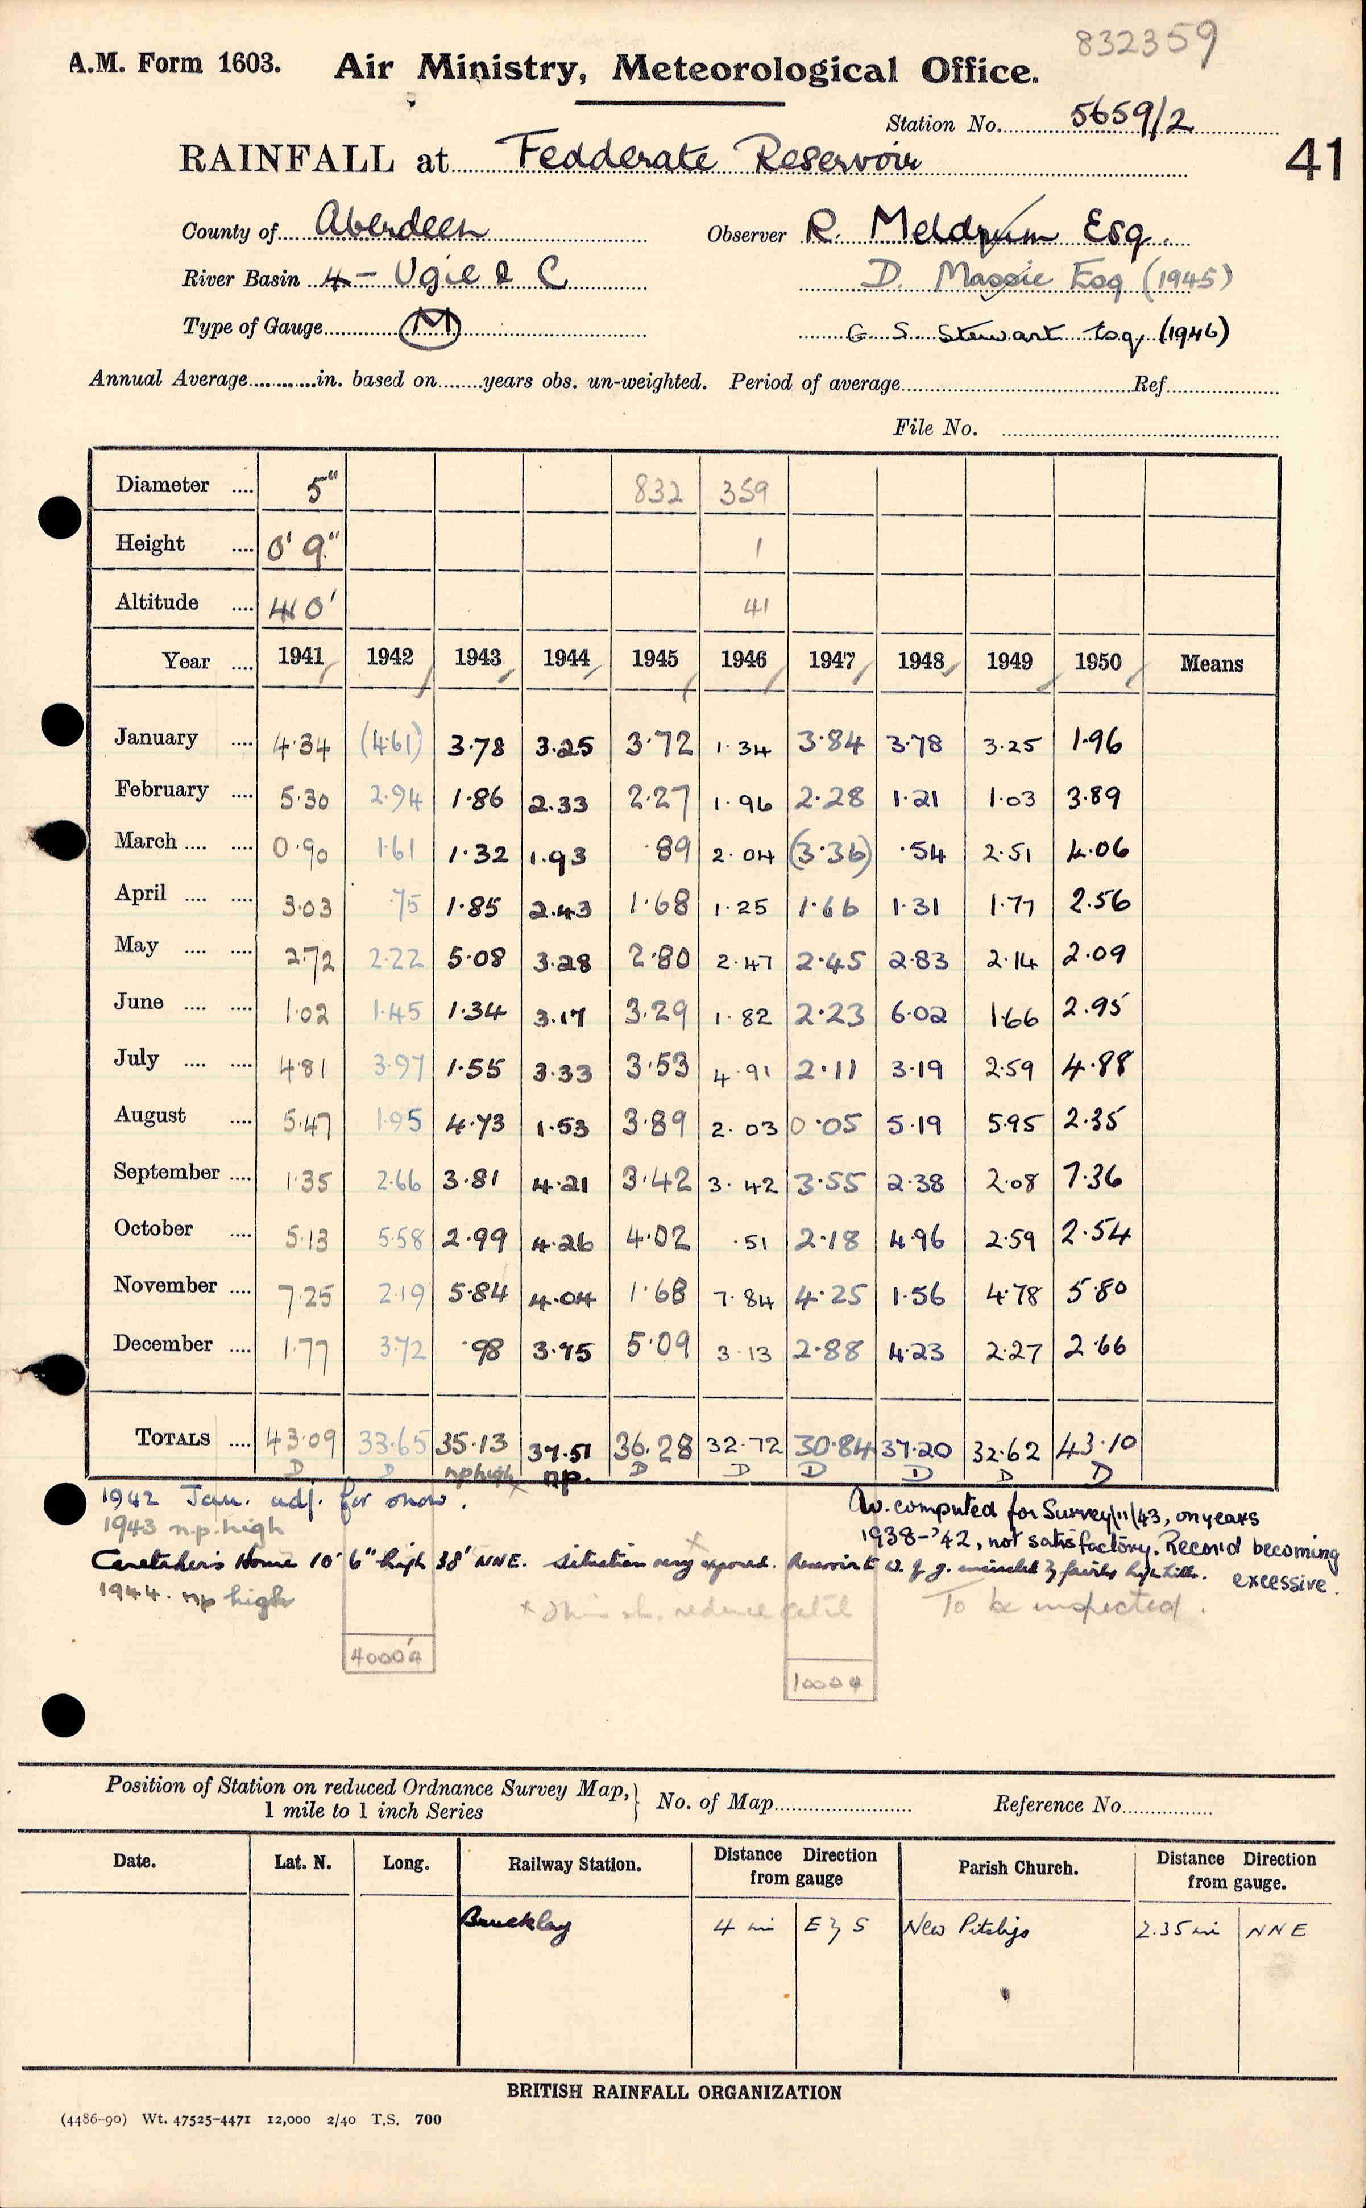 832359
A.M. Form 1603. Air Ministry, Meteorological Office.
Station No. 5659/2
RAINFALL at Fedderate Reservoir 41
County of Aberdeen Observer R. Meldrum Esq.
River Basin 4 - Ugie & C D. Massie Esq (1945)
Type of Gauge M G. S. Stewart Esq, (1946)
Annual Average in. based on years obs. un-weighted. Period of average Ref
File No.
Diameter 5" 832 359
Height 0' 9" 1
Altitude 410' 41
Year 1941 1942 1943 1944 1945 1946 1947 1948 1949 1950 Means
January 4.34 (4.61) 3.78 3.25 3.72 1.34 3.84 3.78 3.25 1.96
February 5.30 2.94 1.86 2.33 2.27 1.96 2.28 1.21 1.03 3.89
March 0.90 1.61 1.32 1.93 .89 2.04 (3.36) .54 2.51 4.06
April 3.03 .75 1.85 2.43 1.68 1.25 1.66 1.31 1.77 2.56
May 2.72 2.22 5.08 3.28 2.80 2.47 2.45 2.83 2.14 2.09
June 1.02 1.45 1.34 3.17 3.29 1.82 2.23 6.02 1.66 2.95
July 4.81 3.97 1.55 3.33 3.53 4.91 2.11 3.19 2.59 4.88
August 5.47 1.95 4.73 1.53 3.89 2.03 0.05 5.19 5.95 2.35
September 1.35 2.66 3.81 4.21 3.42 3.42 3.55 2.38 2.08 7.36
October 5.13 5.58 2.99 4.26 4.02 .51 2.18 4.96 2.59 2.54
November 7.25 2.19 5.84 4.04 1.68 7.84 4.25 1.56 4.78 5.80
December 1.77 3.72 .98 3.75 5.09 3.13 2.88 4.23 2.27 2.66
TOTALS 43.09 33.65 35.13 37.51 36.28 32.72 30.84 37.20 32.62 43.10
D D np high np. D D D D D D
1942 Jan. adj. for snow.
1943 n.p. high
Av. computed for Survey 11/43, on years
1938-'42, not satisfactory. Record becoming
excessive.
Caretaker's House 10' 6" high 38' NNE. Situation very exposed. Reservoir E
1944. np high
To be inspected.
Position of Station on reduced Ordnance Survey Map, 1 mile to 1 inch Series No. of Map Reference No.
Date. Lat. N. Long. Railway Station. Distance Direction from gauge Parish Church. Distance Direction from gauge.
Brucklay 4 mi E by S New Pitsligo 2.35 mi NNE
BRITISH RAINFALL ORGANIZATION
(4486-90) Wt. 47525-4471 12,000 2/40 T.S. 700